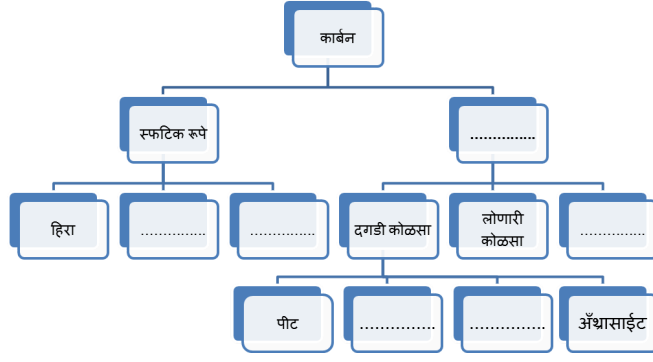 कार्बन
स्फटिक रूपे
...............
हिरा
..............
..............
दगडी कोळसा
लोणारी
कोळसा
..............
पीट
...............
...............
अँथ्रासाईट